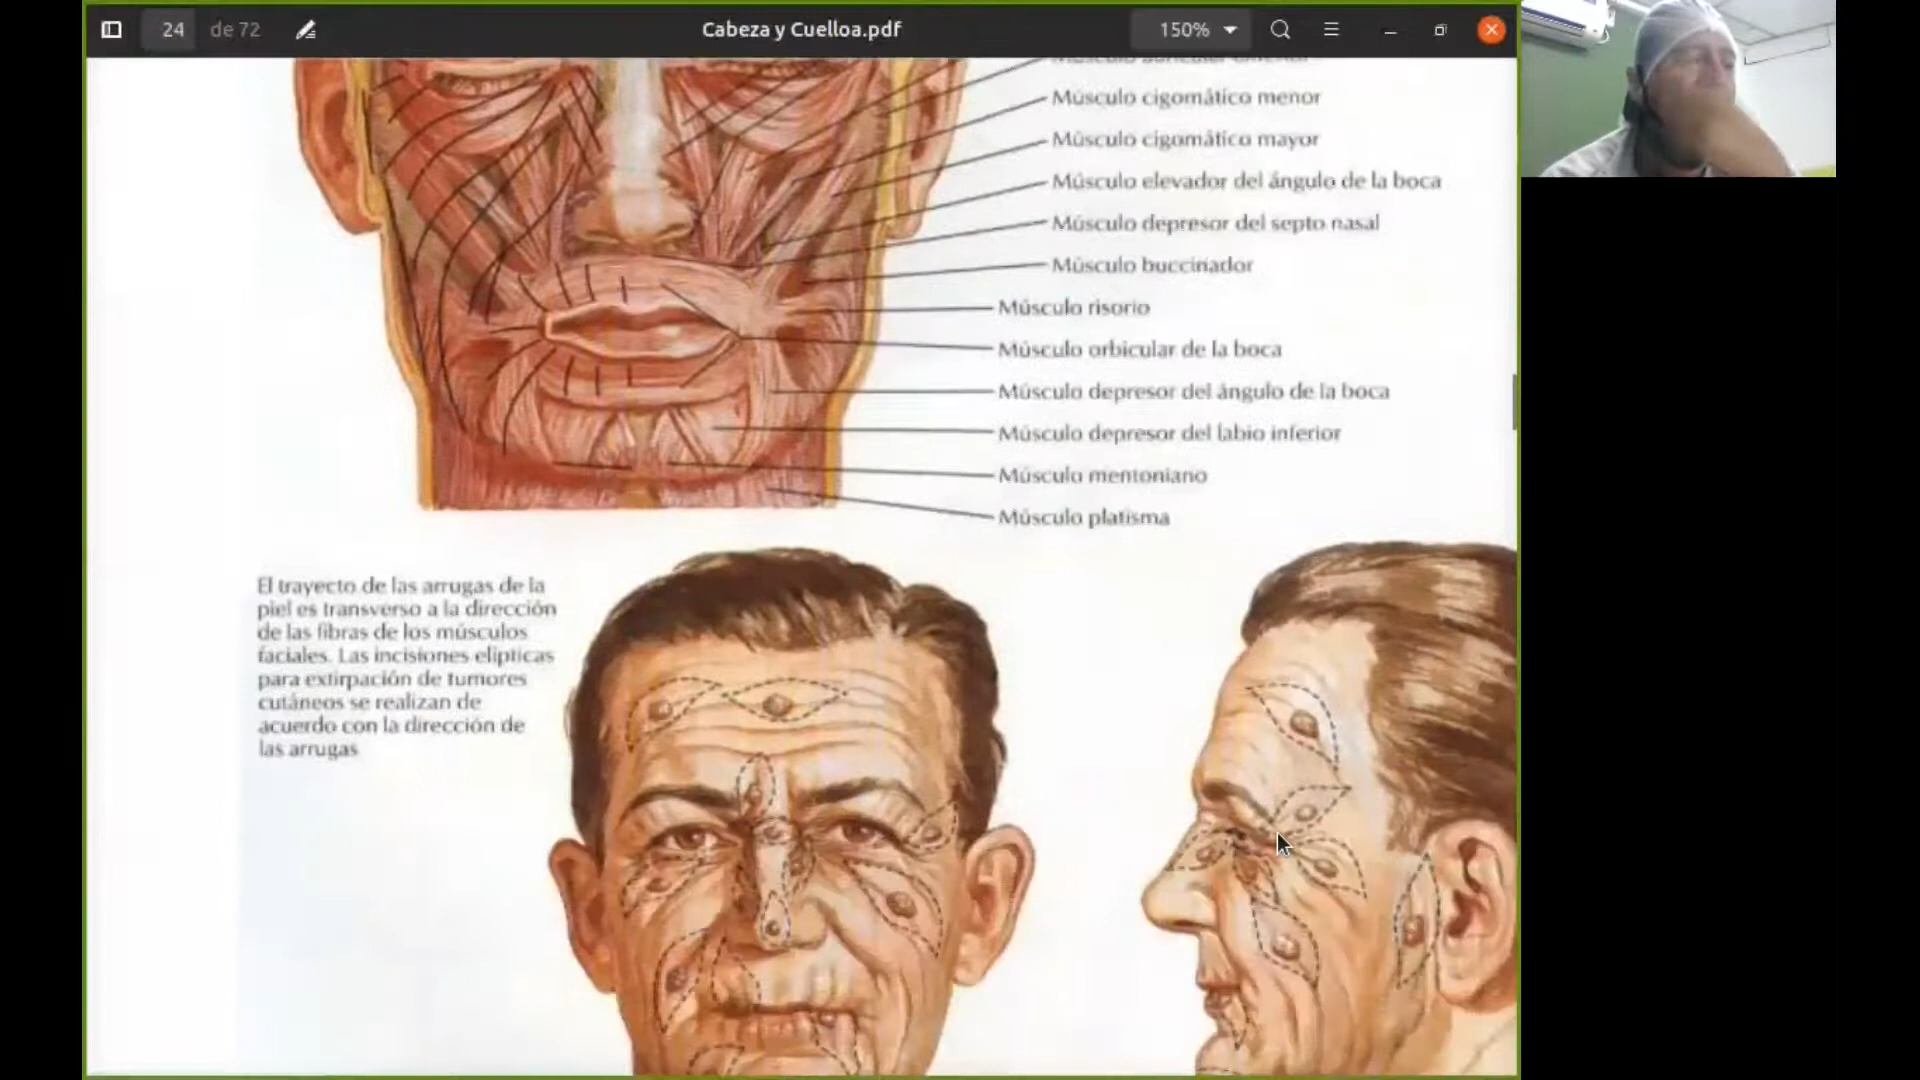 24 de 72
Cabeza y Cuelloa.pdf
150%
Músculo cigomático menor
Músculo cigomático mayor
Músculo elevador del ángulo de la boca
Músculo depresor del septo nasal
Músculo buccinador
Músculo risorio
Músculo orbicular de la boca
Músculo depresor del ángulo de la boca
Músculo depresor del labio inferior
Músculo mentoniano
Músculo platisma
El trayecto de las arrugas de la
piel es transverso a la dirección
de las fibras de los músculos
faciales. Las incisiones elípticas
para extirpación de tumores
cutáneos se realizan de
acuerdo con la dirección de
las arrugas